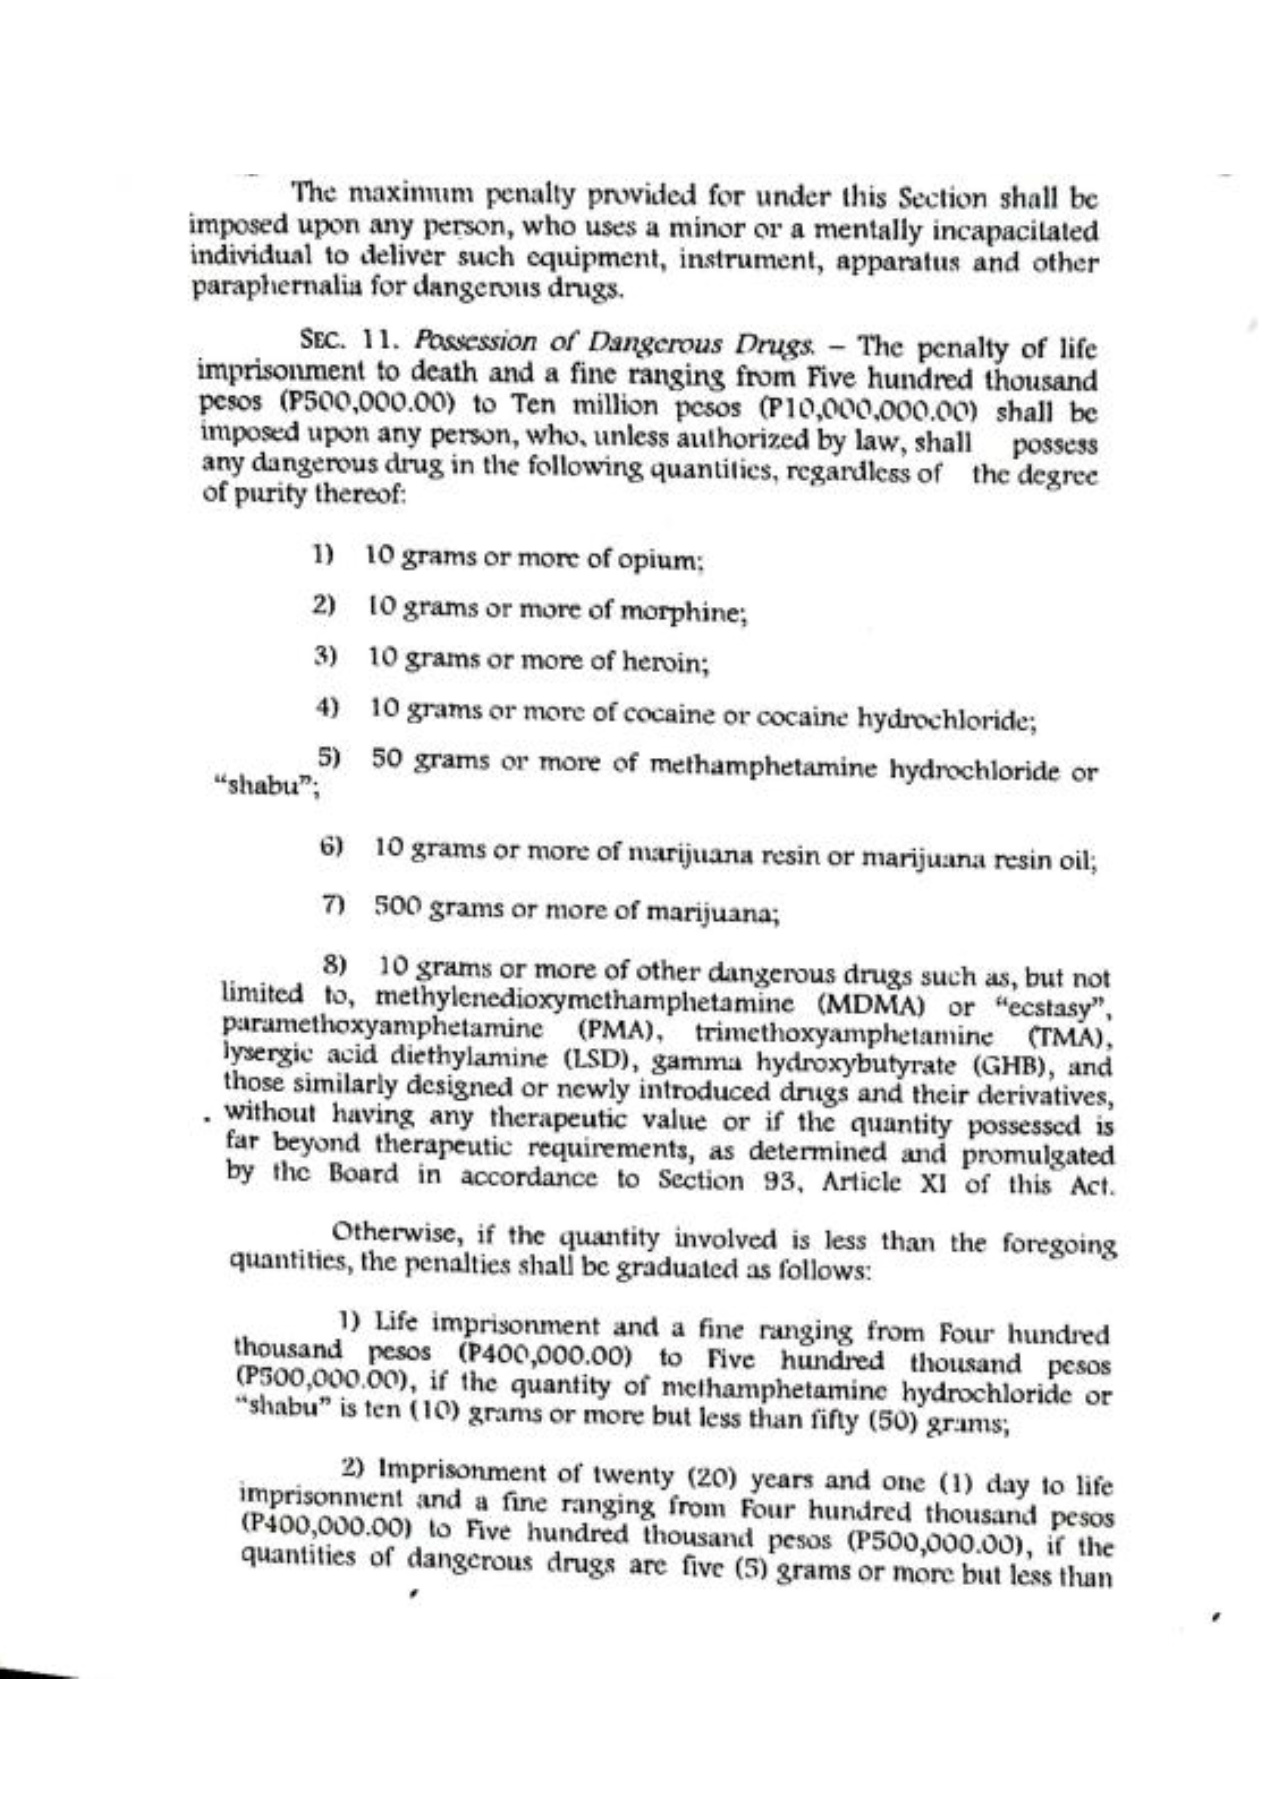 The maximum penalty provided for under this Section shall be
imposed upon any person, who uses a minor or a mentally incapacitated
individual to deliver such equipment, instrument, apparatus and other
paraphernalia for dangerous drugs.
SEC. 11. Possession of Dangerous Drugs. – The penalty of life
imprisonment to death and a fine ranging from Five hundred thousand
pesos (P500,000.00) to Ten million pesos (P10,000,000.00) shall be
imposed upon any person, who, unless authorized by law, shall possess
any dangerous drug in the following quantities, regardless of the degree
of purity thereof:
1) 10 grams or more of opium;
2) 10 grams or more of morphine;
3) 10 grams or more of heroin;
4) 10 grams or more of cocaine or cocaine hydrochloride;
5) 50 grams or more of methamphetamine hydrochloride or
“shabu”;
6) 10 grams or more of marijuana resin or marijuana resin oil;
7) 500 grams or more of marijuana;
8) 10 grams or more of other dangerous drugs such as, but not
limited to, methylenedioxymethamphetamine (MDMA) or “ecstasy”,
paramethoxyamphetamine (PMA), trimethoxyamphetamine (TMA),
lysergic acid diethylamine (LSD), gamma hydroxybutyrate (GHB), and
those similarly designed or newly introduced drugs and their derivatives,
without having any therapeutic value or if the quantity possessed is
far beyond therapeutic requirements, as determined and promulgated
by the Board in accordance to Section 93, Article XI of this Act.
Otherwise, if the quantity involved is less than the foregoing
quantities, the penalties shall be graduated as follows:
1) Life imprisonment and a fine ranging from Four hundred
thousand pesos (P400,000.00) to Five hundred thousand pesos
(P500,000.00), if the quantity of methamphetamine hydrochloride or
“shabu” is ten (10) grams or more but less than fifty (50) grams;
2) Imprisonment of twenty (20) years and one (1) day to life
imprisonment and a fine ranging from Four hundred thousand pesos
(P400,000.00) to Five hundred thousand pesos (P500,000.00), if the
quantities of dangerous drugs are five (5) grams or more but less than